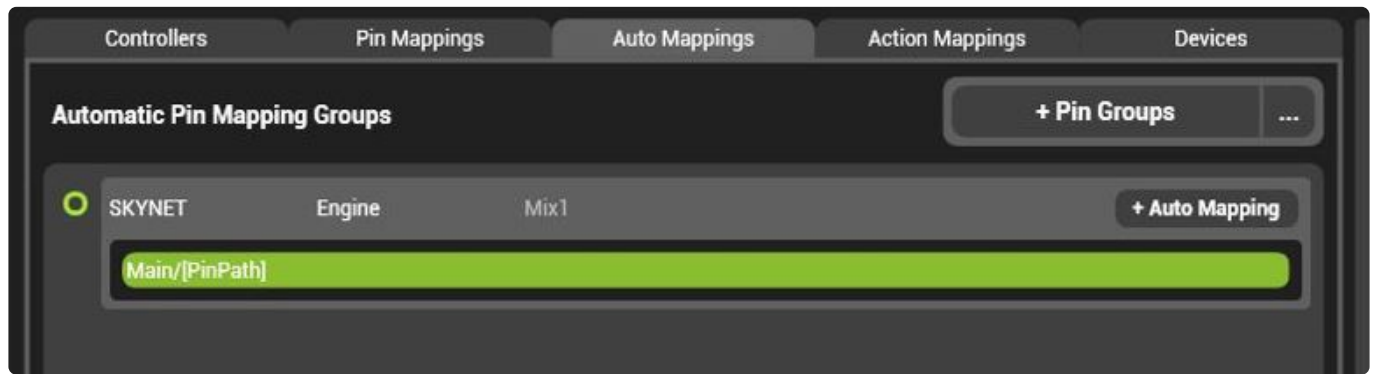 Controllers Pin Mappings Auto Mappings Action Mappings Devices
Automatic Pin Mapping Groups + Pin Groups ...
SKYNET Engine Mix1 + Auto Mapping
Main/[PinPath]